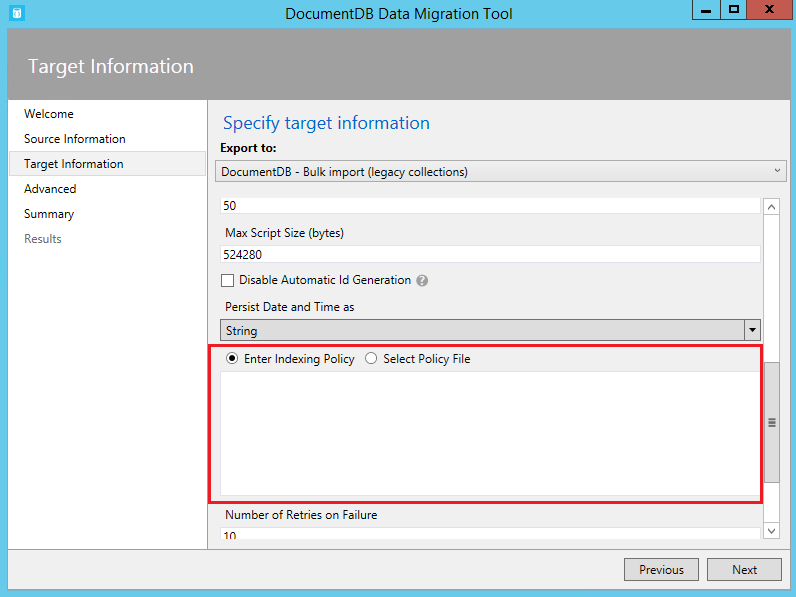 DocumentDB Data Migration Tool
Target Information
Welcome
Source Information
Target Information
Advanced
Summary
Results
Specify target information
Export to:
DocumentDB - Bulk import (legacy collections)
50
Max Script Size (bytes)
524280
Disable Automatic Id Generation ?
Persist Date and Time as
String
Enter Indexing Policy Select Policy File
Number of Retries on Failure
10
Previous Next